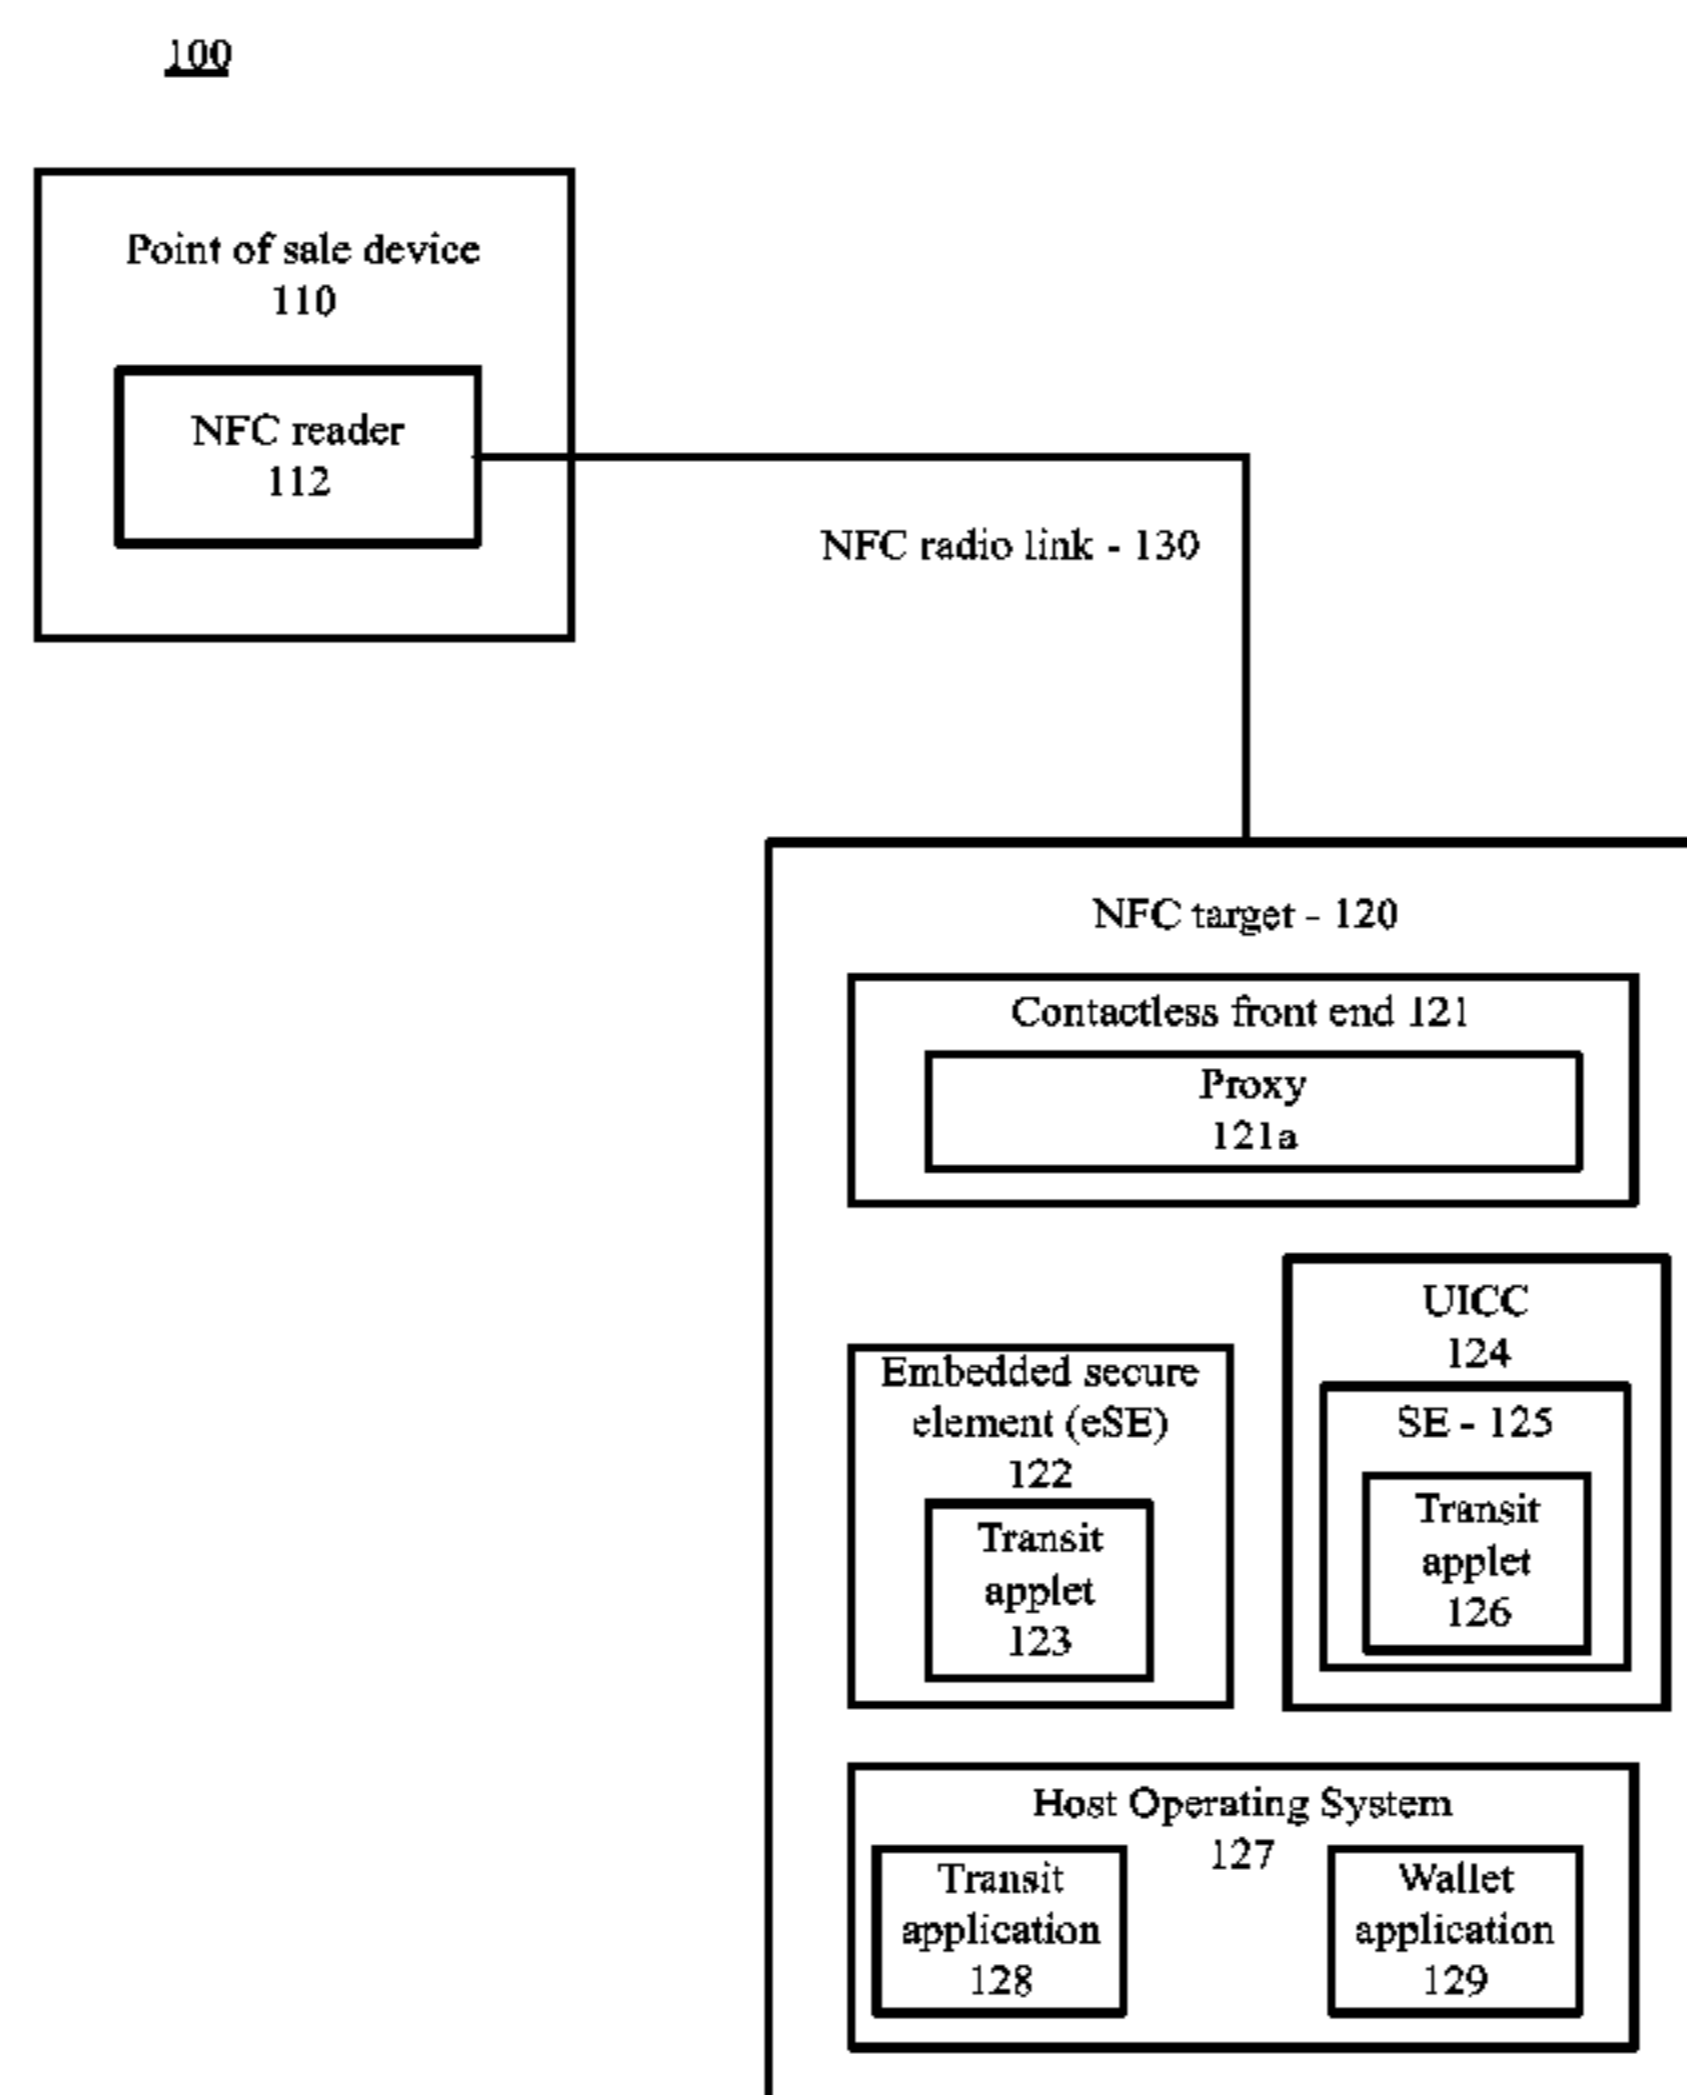 100
Point of sale device
110
NFC reader
112
NFC radio link - 130
NFC target - 120
Contactless front end 121
Proxy
121a
Embedded secure
element (eSE)
122
Transit
applet
123
UICC
124
SE - 125
Transit
applet
126
Host Operating System
127
Transit
application
128
Wallet
application
129